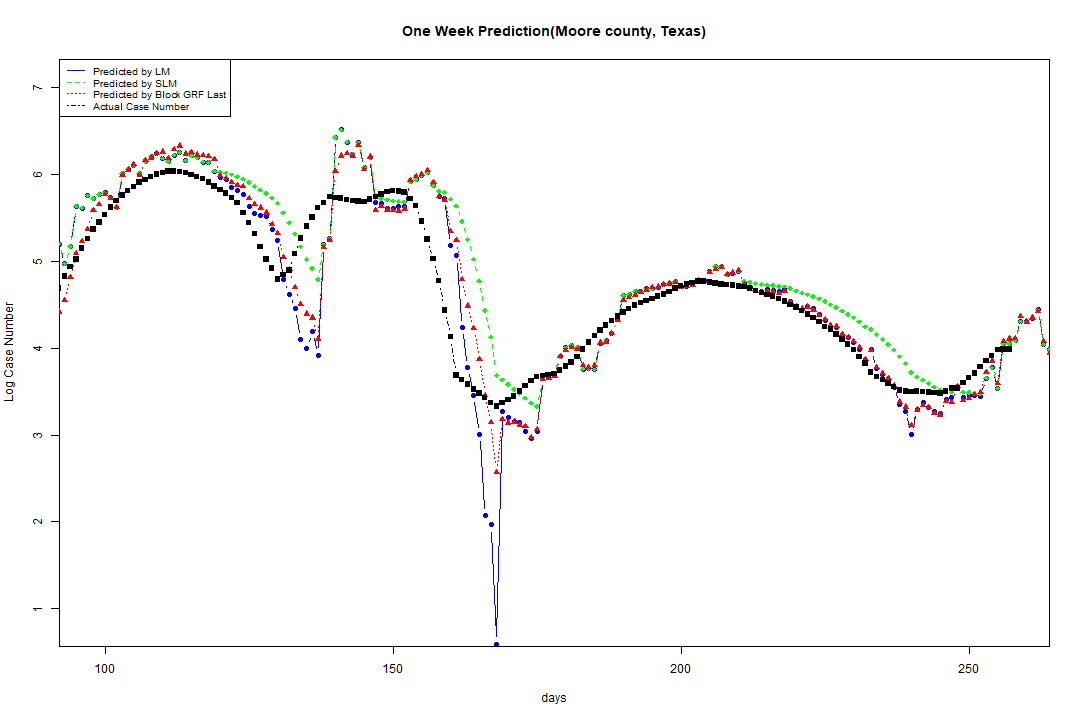 One Week Prediction(Moore county, Texas)
Predicted by LM
Predicted by SLM
Predicted by Block GRF Last
Actual Case Number
7
6
5
4
3
2
1
Log Case Number
100 150 200 250
days